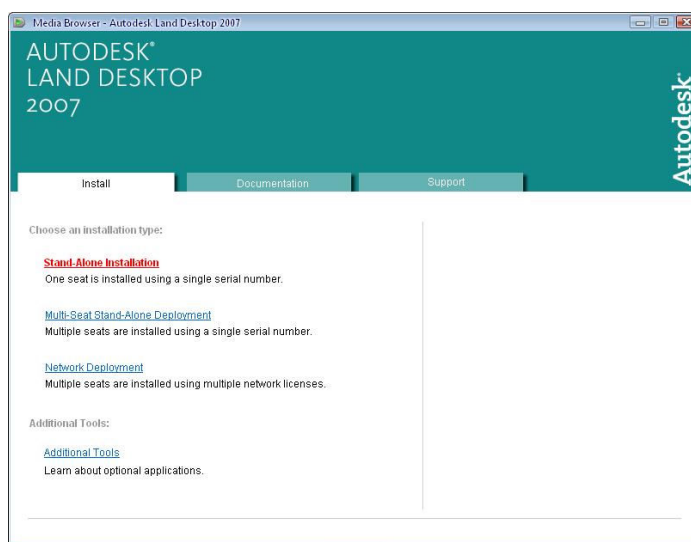 Media Browser - Autodesk Land Desktop 2007
AUTODESK®
LAND DESKTOP
2007
Autodesk®
Install
Documentation
Support
Choose an installation type:
Stand-Alone Installation
One seat is installed using a single serial number.
Multi-Seat Stand-Alone Deployment
Multiple seats are installed using a single serial number.
Network Deployment
Multiple seats are installed using multiple network licenses.
Additional Tools:
Additional Tools
Learn about optional applications.